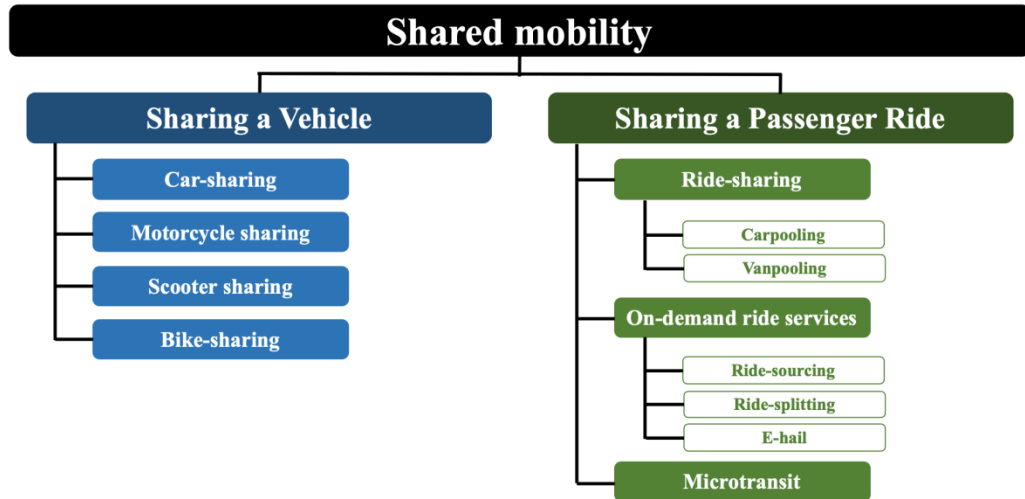 Shared mobility
Sharing a Vehicle
Car-sharing
Motorcycle sharing
Scooter sharing
Bike-sharing
Sharing a Passenger Ride
Ride-sharing
Carpooling
Vanpooling
On-demand ride services
Ride-sourcing
Ride-splitting
E-hail
Microtransit